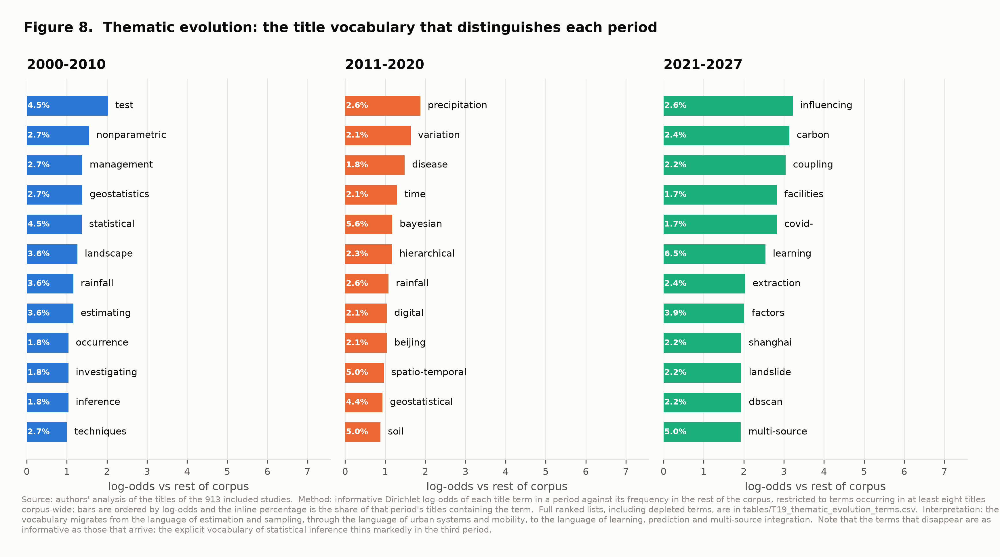 Figure 8.  Thematic evolution: the title vocabulary that distinguishes each period
2000-2010
4.5% test
2.7% nonparametric
2.7% management
2.7% geostatistics
4.5% statistical
3.6% landscape
3.6% rainfall
3.6% estimating
1.8% occurrence
1.8% investigating
1.8% inference
2.7% techniques
0 1 2 3 4 5 6 7
log-odds vs rest of corpus
2011-2020
2.6% precipitation
2.1% variation
1.8% disease
2.1% time
5.6% bayesian
2.3% hierarchical
2.6% rainfall
2.1% digital
2.1% beijing
5.0% spatio-temporal
4.4% geostatistical
5.0% soil
0 1 2 3 4 5 6 7
log-odds vs rest of corpus
2021-2027
2.6% influencing
2.4% carbon
2.2% coupling
1.7% facilities
1.7% covid-
6.5% learning
2.4% extraction
3.9% factors
2.2% shanghai
2.2% landslide
2.2% dbscan
5.0% multi-source
0 1 2 3 4 5 6 7
log-odds vs rest of corpus
Source: authors' analysis of the titles of the 913 included studies.  Method: informative Dirichlet log-odds of each title term in a period against its frequency in the rest of the corpus, restricted to terms occurring in at least eight titles
corpus-wide; bars are ordered by log-odds and the inline percentage is the share of that period's titles containing the term.  Full ranked lists, including depleted terms, are in tables/T19_thematic_evolution_terms.csv.  Interpretation: the
vocabulary migrates from the language of estimation and sampling, through the language of urban systems and mobility, to the language of learning, prediction and multi-source integration.  Note that the terms that disappear are as
informative as those that arrive: the explicit vocabulary of statistical inference thins markedly in the third period.